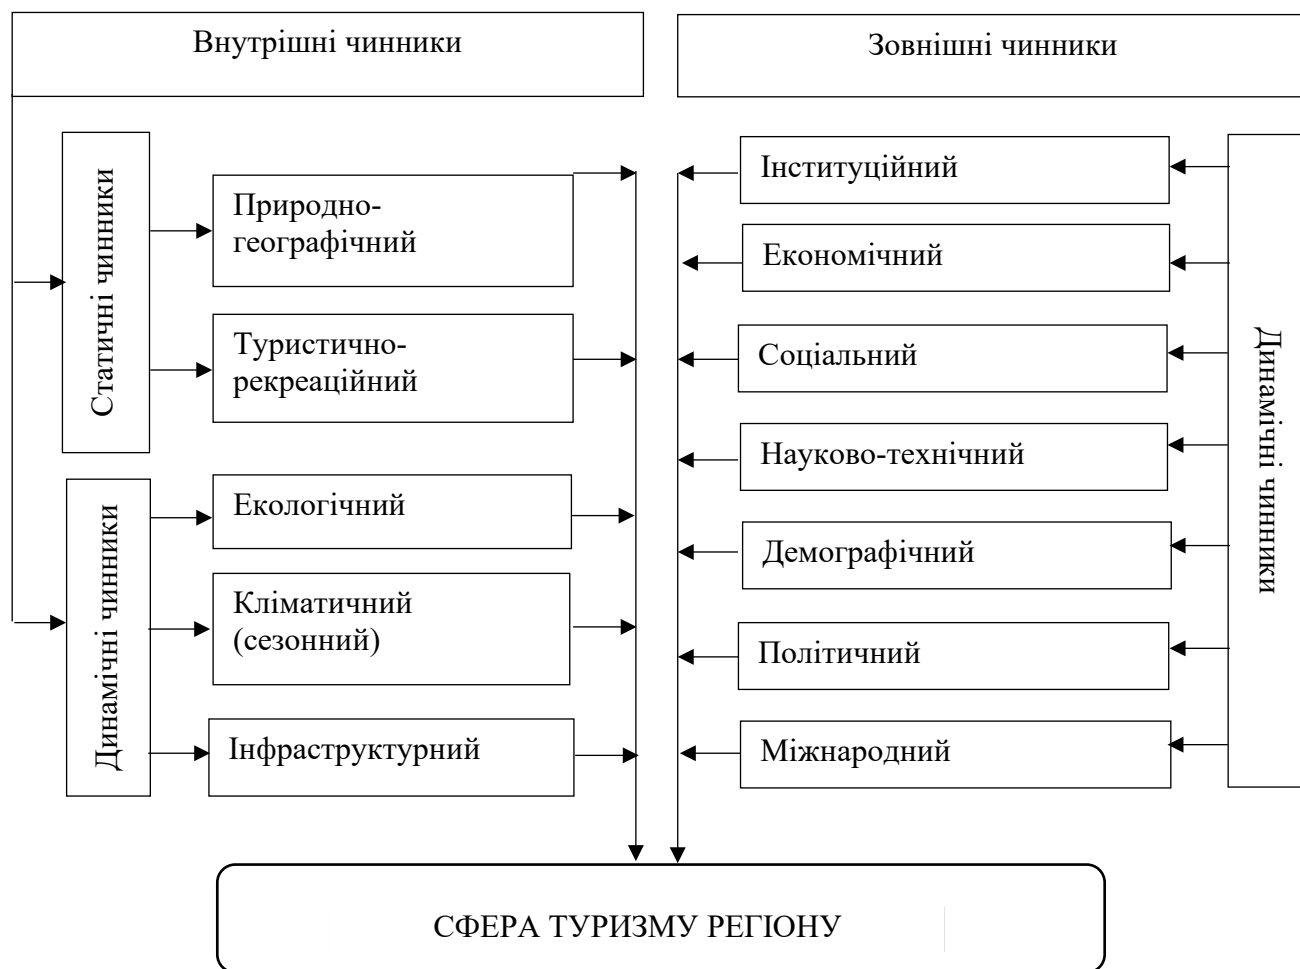 Внутрішні чинники
Зовнішні чинники
Статичні чинники
Природно-
географічний
Туристично-
рекреаційний
Динамічні чинники
Екологічний
Кліматичний
(сезонний)
Інфраструктурний
Інституційний
Економічний
Соціальний
Науково-технічний
Демографічний
Політичний
Міжнародний
Динамічні чинники
СФЕРА ТУРИЗМУ РЕГІОНУ